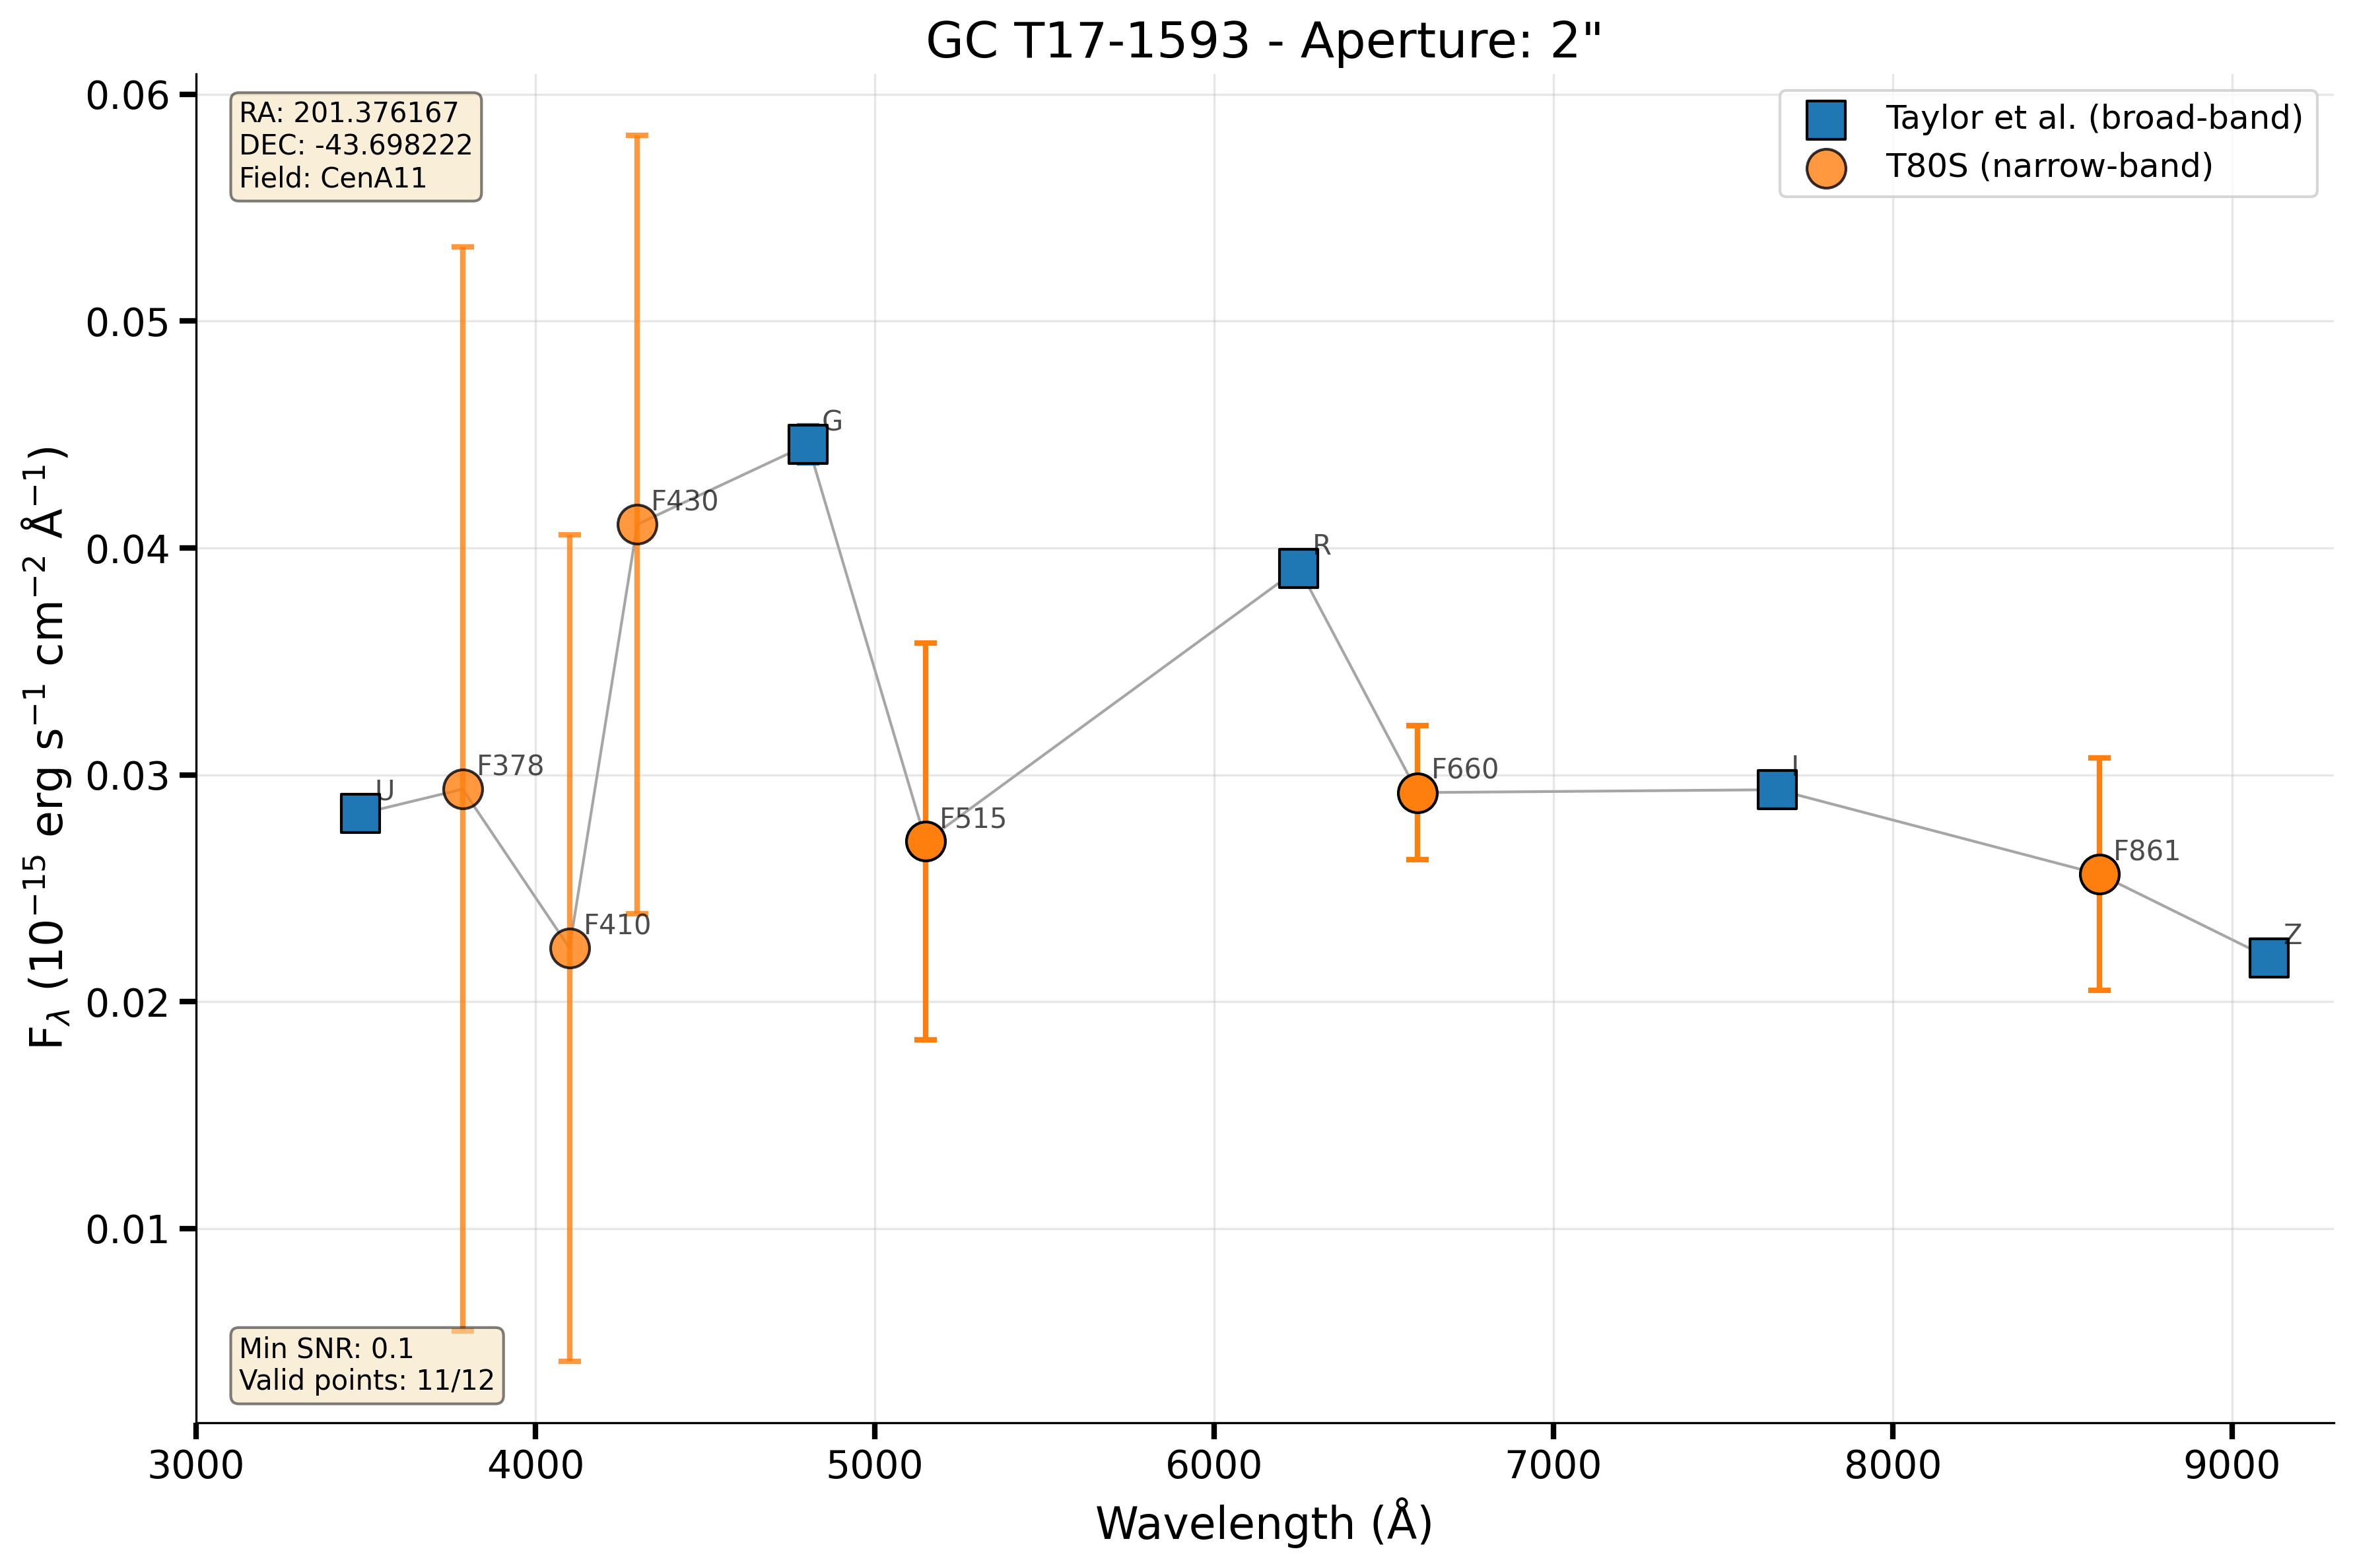 GC T17-1593 - Aperture: 2"
RA: 201.376167
DEC: -43.698222
Field: CenA11
Taylor et al. (broad-band)
T80S (narrow-band)
0.06
0.05
0.04
0.03
0.02
0.01
F$_{λ}$ (10$^{−15}$ erg s$^{−1}$ cm$^{−2}$ Å$^{−1}$)
U
F378
F410
F430
G
F515
R
F660
I
F861
Z
Min SNR: 0.1
Valid points: 11/12
3000 4000 5000 6000 7000 8000 9000
Wavelength (Å)